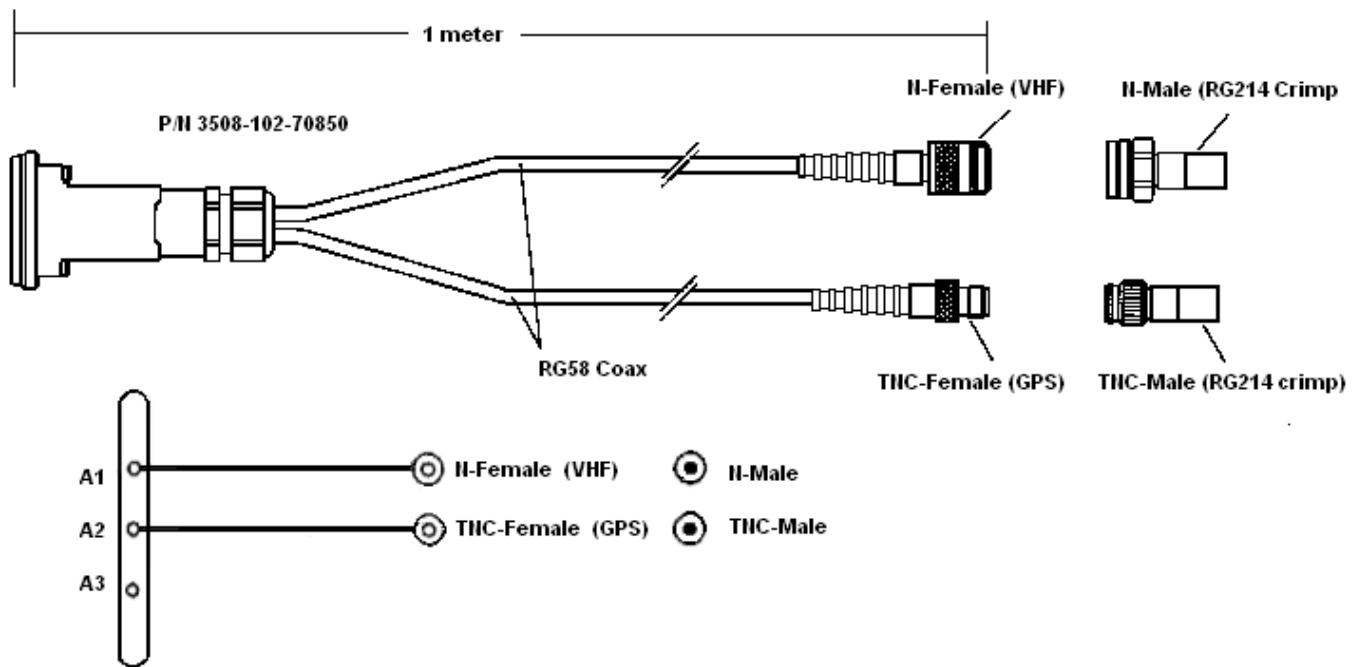 1 meter
N-Female (VHF)
N-Male (RG214 Crimp
P/N 3508-102-70850
RG58 Coax
TNC-Female (GPS)
TNC-Male (RG214 crimp)
A1
N-Female (VHF)
N-Male
A2
TNC-Female (GPS)
TNC-Male
A3